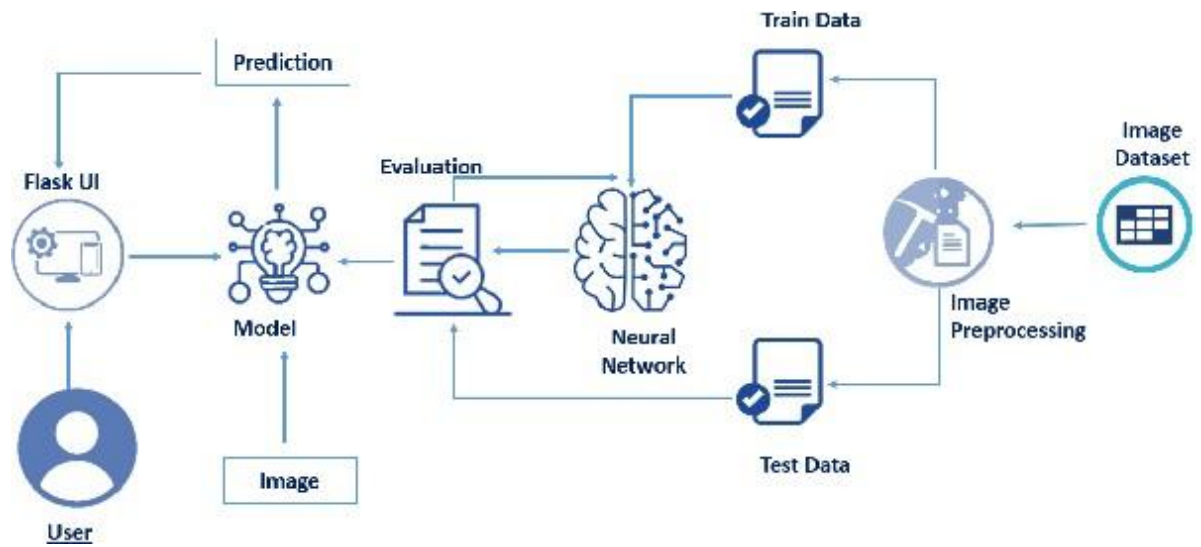 Train Data
Prediction
Image
Dataset
Evaluation
Flask UI
Model
Neural
Network
Image
Preprocessing
Image
Test Data
User